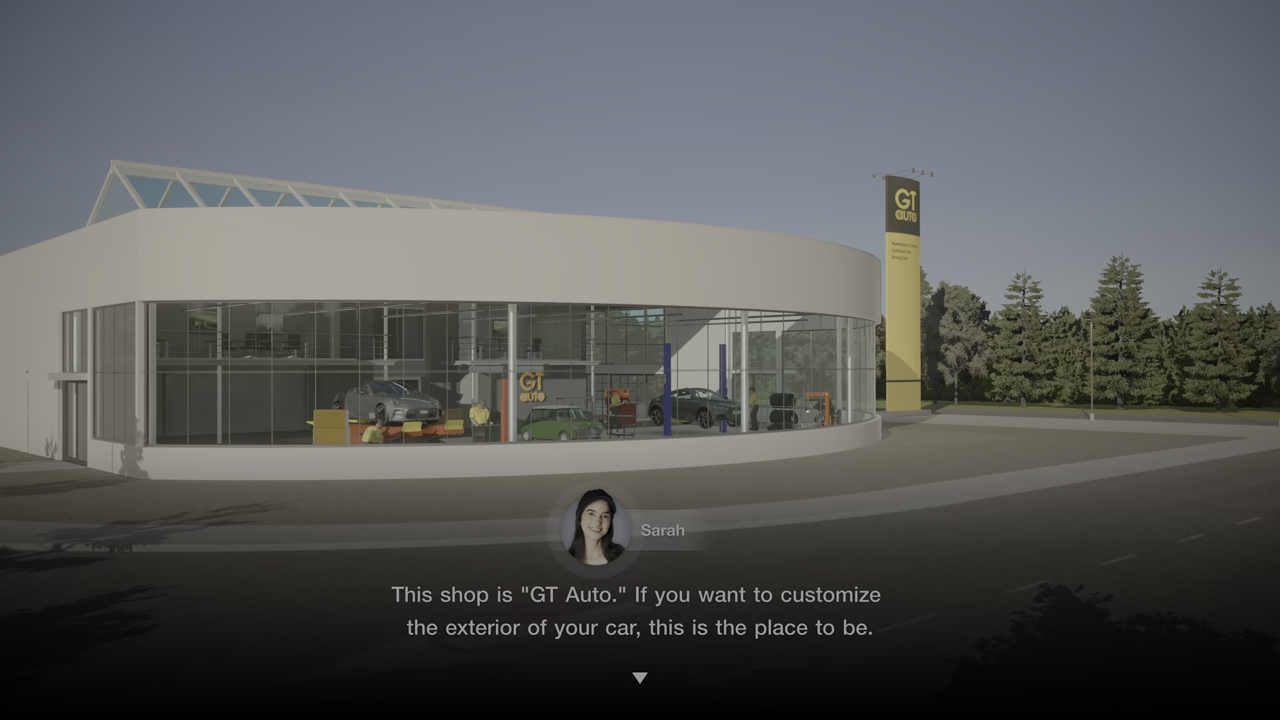 GT
AUTO
GT
AUTO
Sarah
This shop is "GT Auto." If you want to customize
the exterior of your car, this is the place to be.